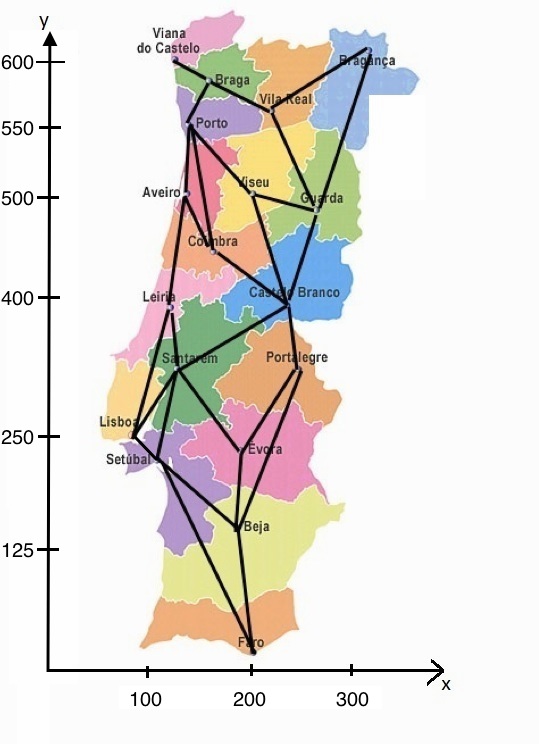 y
Viana
do Castelo
600
Bragança
Braga
Vila Real
550
Porto
500
Aveiro
Viseu
Guarda
Coimbra
400
Leiria
Castelo Branco
Santarém
Portalegre
Lisboa
250
Setúbal
Évora
125
Beja
Faro
x
100
200
300